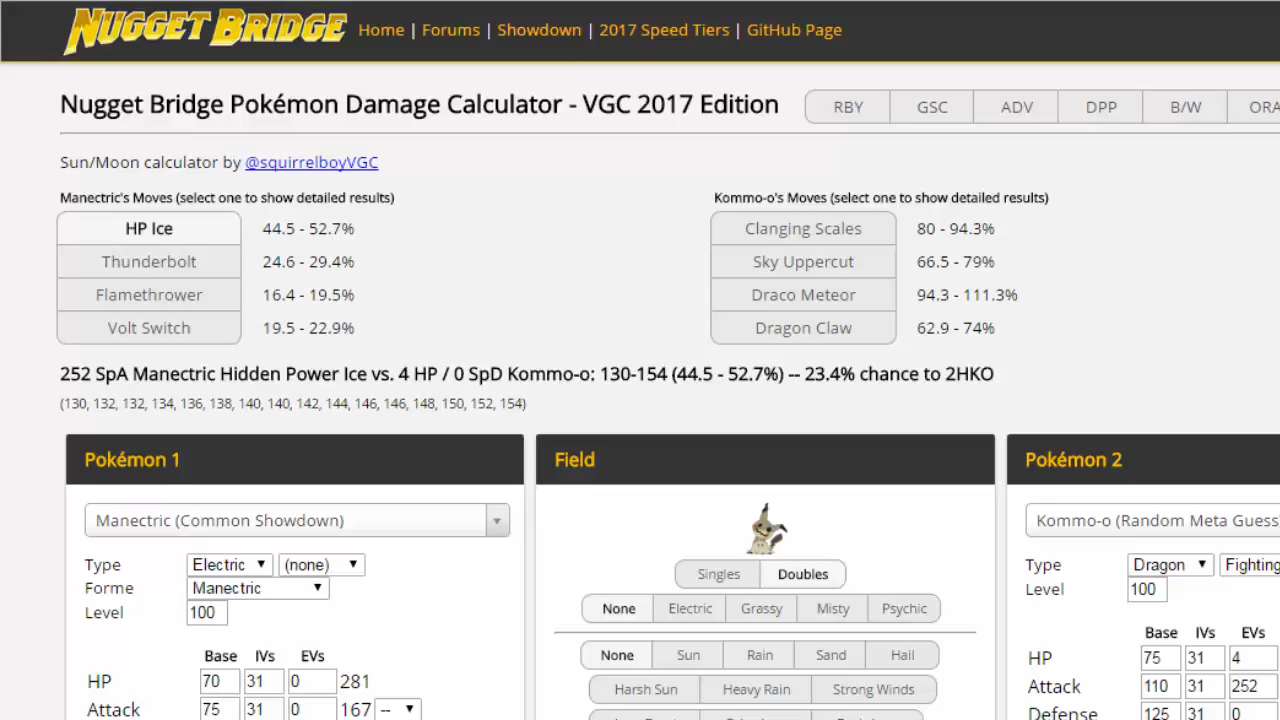 NUGGET BRIDGE Home | Forums | Showdown | 2017 Speed Tiers | GitHub Page
Nugget Bridge Pokémon Damage Calculator - VGC 2017 Edition RBY GSC ADV DPP B/W ORA
Sun/Moon calculator by @squirrelboyVGC
Manectric's Moves (select one to show detailed results) Kommo-o's Moves (select one to show detailed results)
HP Ice 44.5 - 52.7% Clanging Scales 80 - 94.3%
Thunderbolt 24.6 - 29.4% Sky Uppercut 66.5 - 79%
Flamethrower 16.4 - 19.5% Draco Meteor 94.3 - 111.3%
Volt Switch 19.5 - 22.9% Dragon Claw 62.9 - 74%
252 SpA Manectric Hidden Power Ice vs. 4 HP / 0 SpD Kommo-o: 130-154 (44.5 - 52.7%) -- 23.4% chance to 2HKO
(130, 132, 132, 134, 136, 138, 140, 140, 142, 144, 146, 146, 148, 150, 152, 154)
Pokémon 1 Field Pokémon 2
Manectric (Common Showdown) Kommo-o (Random Meta Guess
Singles Doubles
Type Electric (none) Type Dragon Fighting
Forme Manectric Level 100
Level 100 None Electric Grassy Misty Psychic
Base IVs EVs Base IVs EVs
None Sun Rain Sand Hail
HP 70 31 0 281 HP 75 31 4
Harsh Sun Heavy Rain Strong Winds
Attack 75 31 0 167 -- Attack 110 31 252
Defense 125 31 0